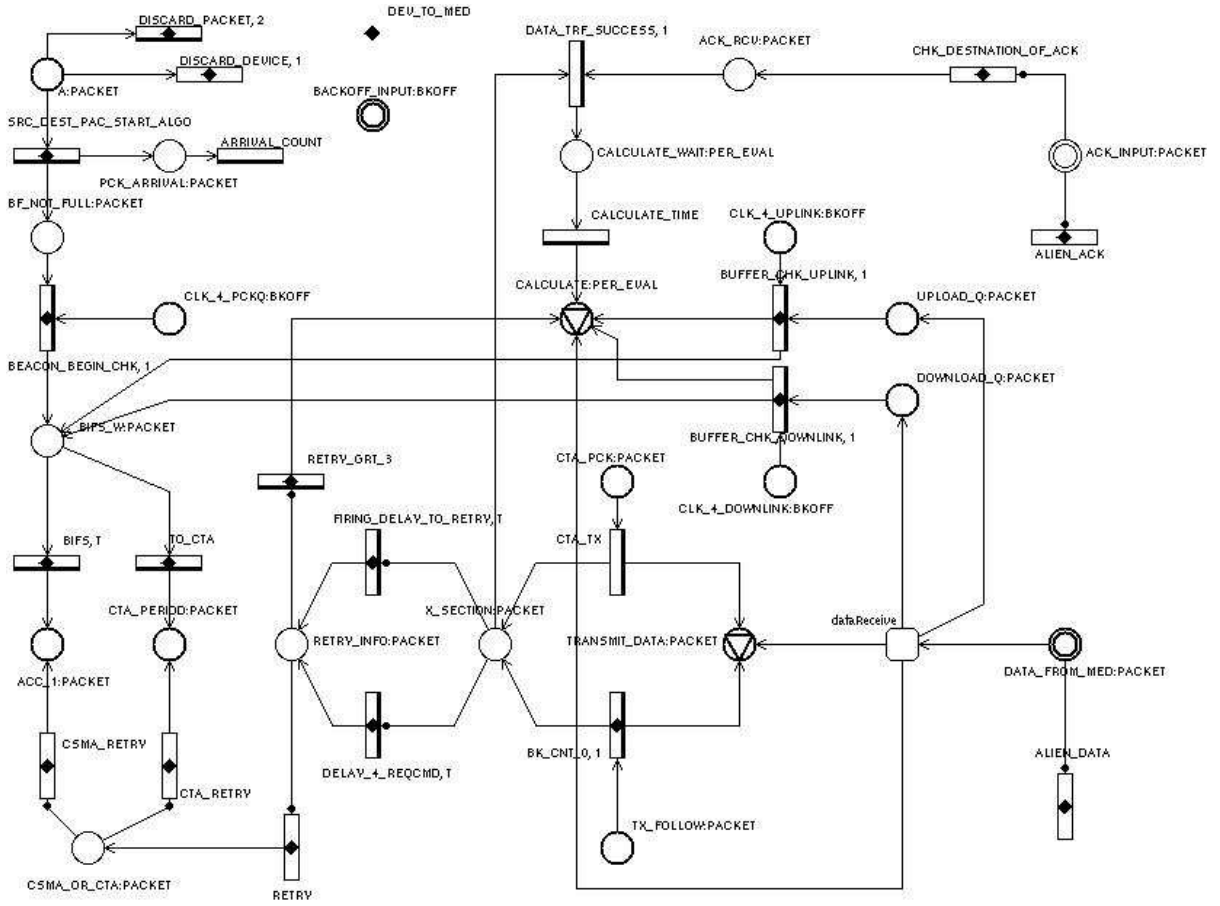 DISCARD_PACKET, 2
DEV_TO_MED
DATA_TRF_SUCCESS, 1
ACK_RCV:PACKET
CHK_DESTNATION_OF_ACK
DISCARD_DEVICE, 1
A:PACKET
BACKOFF_INPUT:BKOFF
SRC_DEST_PAC_START_ALGO
ARRIVAL_COUNT
CALCULATE_WAIT:PER_EVAL
ACK_INPUT:PACKET
PCK_ARRIVAL:PACKET
BF_NOT_FULL:PACKET
CALCULATE_TIME
CLK_4_UPLINK:BKOFF
ALIEN_ACK
BUFFER_CHK_UPLINK, 1
CALCULATE:PER_EVAL
CLK_4_PCKQ:BKOFF
UPLOAD_Q:PACKET
BEACON_BEGIN_CHK, 1
DOWNLOAD_Q:PACKET
BIFS_W:PACKET
BUFFER_CHK_DOWNLINK, 1
RETRY_GRT_3
CTA_PCK:PACKET
CLK_4_DOWNLINK:BKOFF
FIRING_DELAY_TO_RETRY, T
BIFS, T
TO_CTA
CTA_TX
CTA_PERIOD:PACKET
X_SECTION:PACKET
dataReceive
RETRY_INFO:PACKET
TRANSMIT_DATA:PACKET
DATA_FROM_MED:PACKET
ACC_1:PACKET
CSMA_RETRY
BK_CNT_0, 1
ALIEN_DATA
DELAY_4_REQCMD, T
CTA_RETRY
TX_FOLLOW:PACKET
CSMA_OR_CTA:PACKET
RETRY